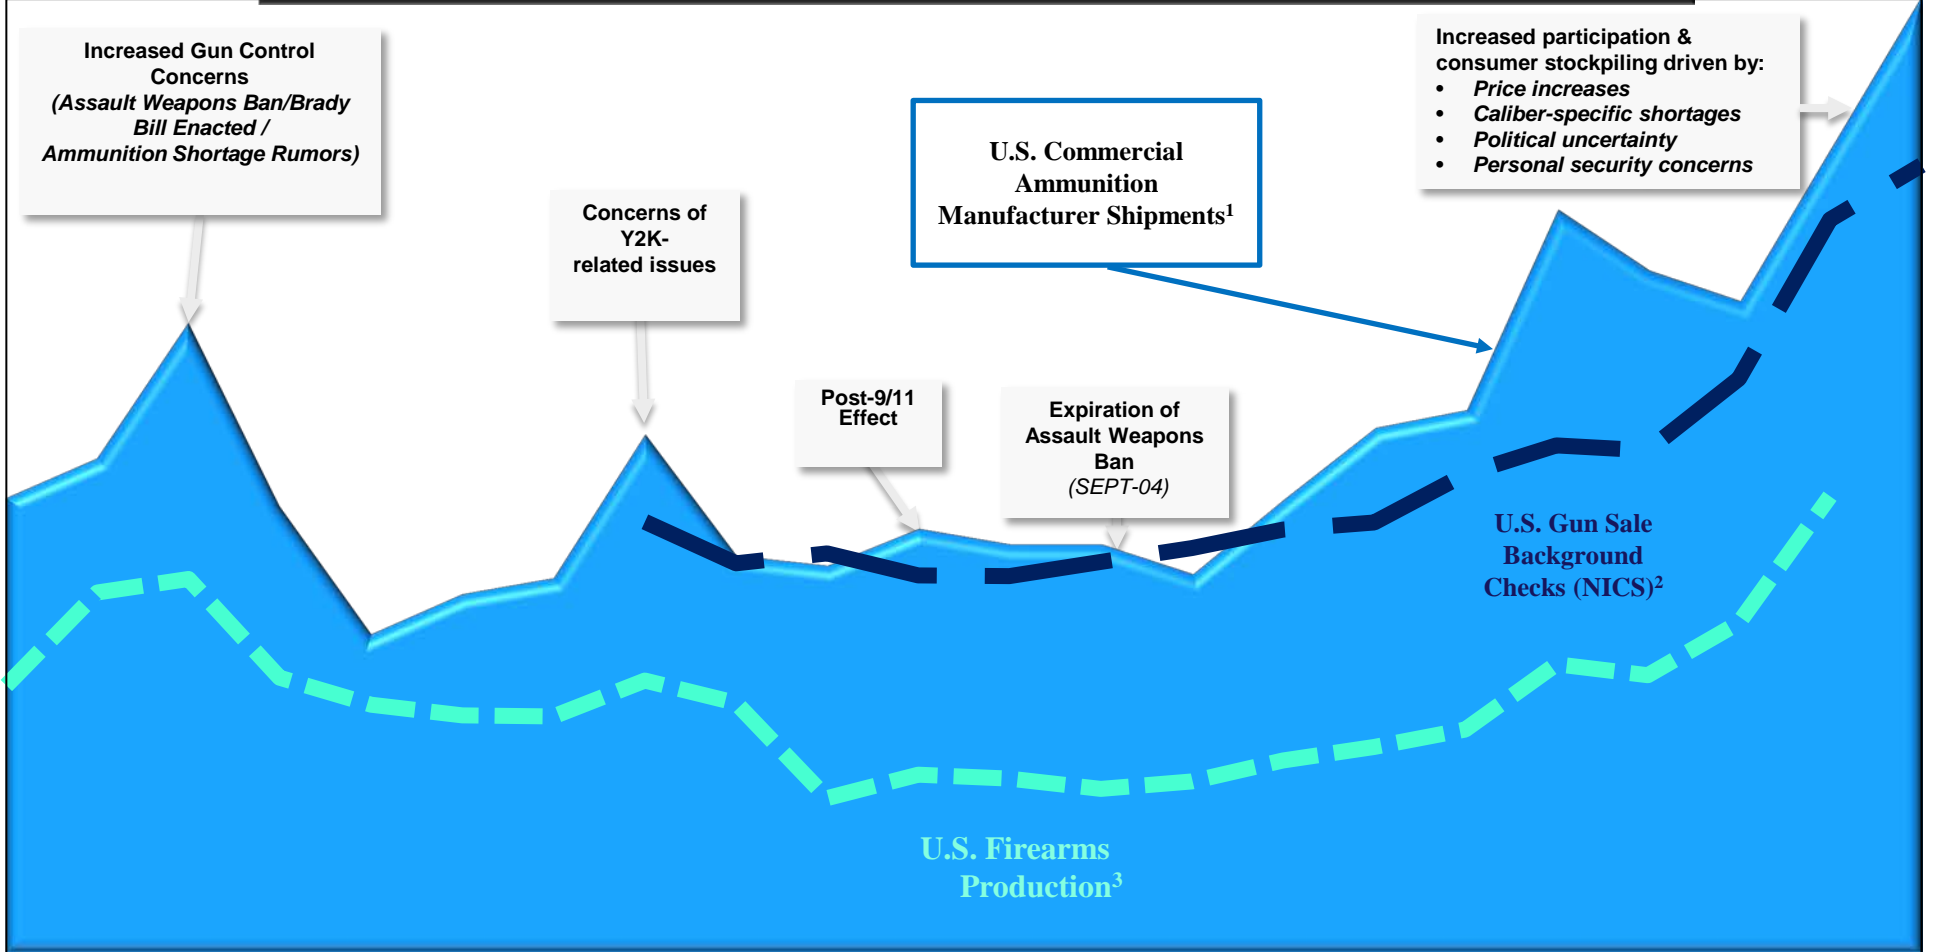 Increased Gun Control
Concerns
(Assault Weapons Ban/Brady
Bill Enacted /
Ammunition Shortage Rumors)
Concerns of
Y2K-
related issues
Post-9/11
Effect
U.S. Commercial
Ammunition
Manufacturer Shipments¹
Expiration of
Assault Weapons
Ban
(SEPT-04)
Increased participation &
consumer stockpiling driven by:
• Price increases
• Caliber-specific shortages
• Political uncertainty
• Personal security concerns
U.S. Gun Sale
Background
Checks (NICS)²
U.S. Firearms
Production³